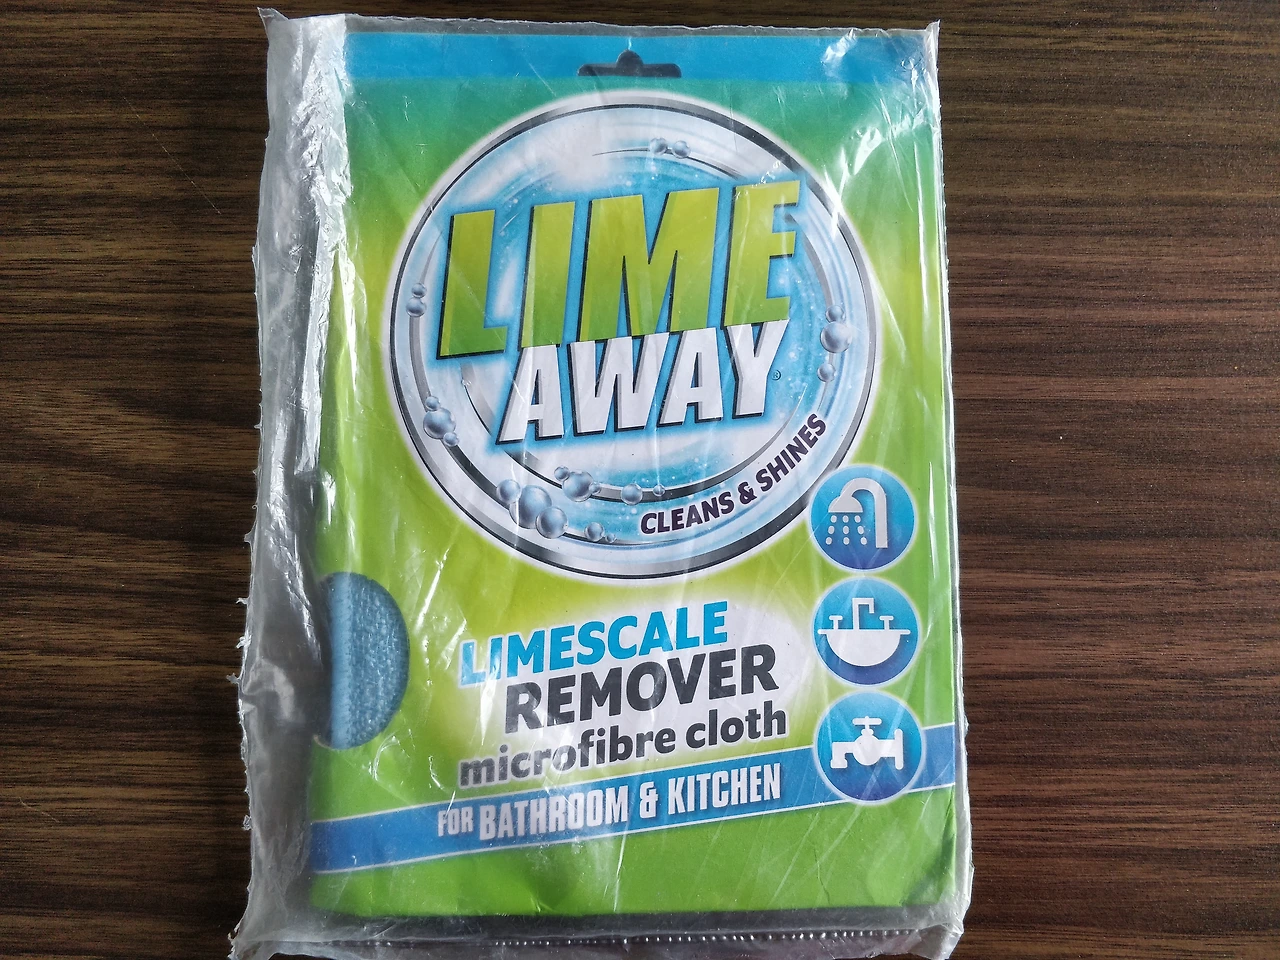 LIME
AWAY®
CLEANS & SHINES
LIMESCALE
REMOVER
microfibre cloth
FOR BATHROOM & KITCHEN